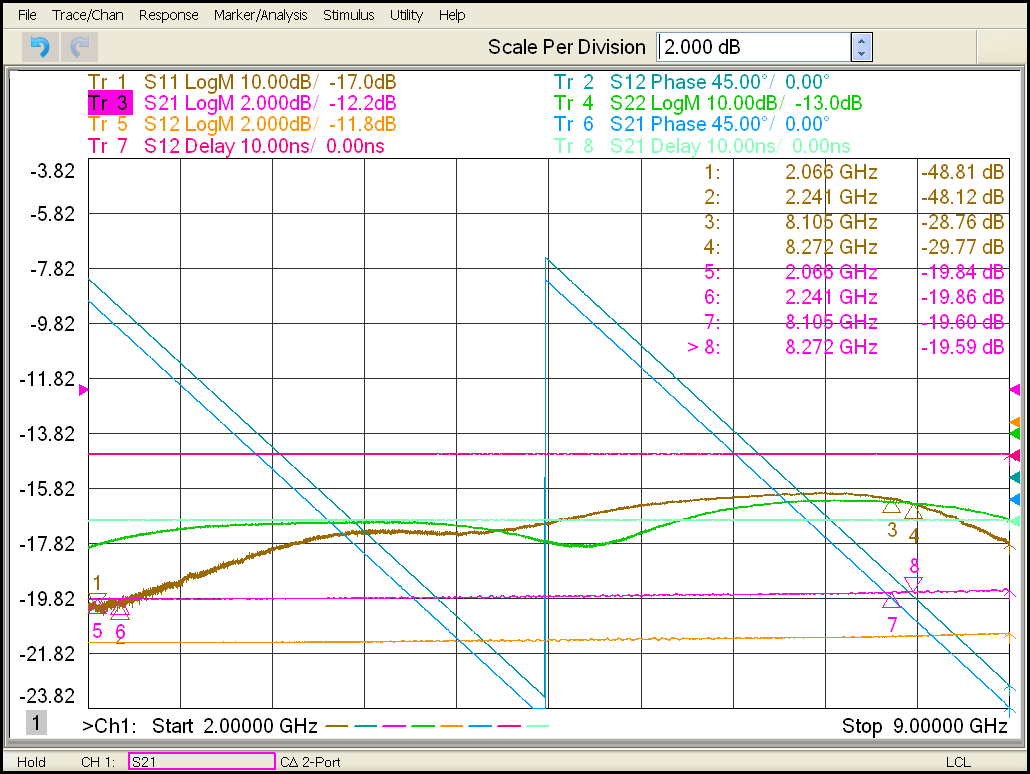 File Trace/Chan Response Marker/Analysis Stimulus Utility Help
Scale Per Division 2.000 dB
Tr 1 S11 LogM 10.00dB/ -17.0dB Tr 2 S12 Phase 45.00°/ 0.00°
Tr 3 S21 LogM 2.000dB/ -12.2dB Tr 4 S22 LogM 10.00dB/ -13.0dB
Tr 5 S12 LogM 2.000dB/ -11.8dB Tr 6 S21 Phase 45.00°/ 0.00°
Tr 7 S12 Delay 10.00ns/ 0.00ns Tr 8 S21 Delay 10.00ns/ 0.00ns
-3.82
-5.82
-7.82
-9.82
-11.82
-13.82
-15.82
-17.82
-19.82
-21.82
-23.82
1: 2.066 GHz -48.81 dB
2: 2.241 GHz -48.12 dB
3: 8.105 GHz -28.76 dB
4: 8.272 GHz -29.77 dB
5: 2.066 GHz -19.84 dB
6: 2.241 GHz -19.86 dB
7: 8.105 GHz -19.60 dB
> 8: 8.272 GHz -19.59 dB
3 4
8
1
5 6 7
2
1 >Ch1: Start 2.00000 GHz Stop 9.00000 GHz
Hold CH 1: S21 C∆ 2-Port LCL